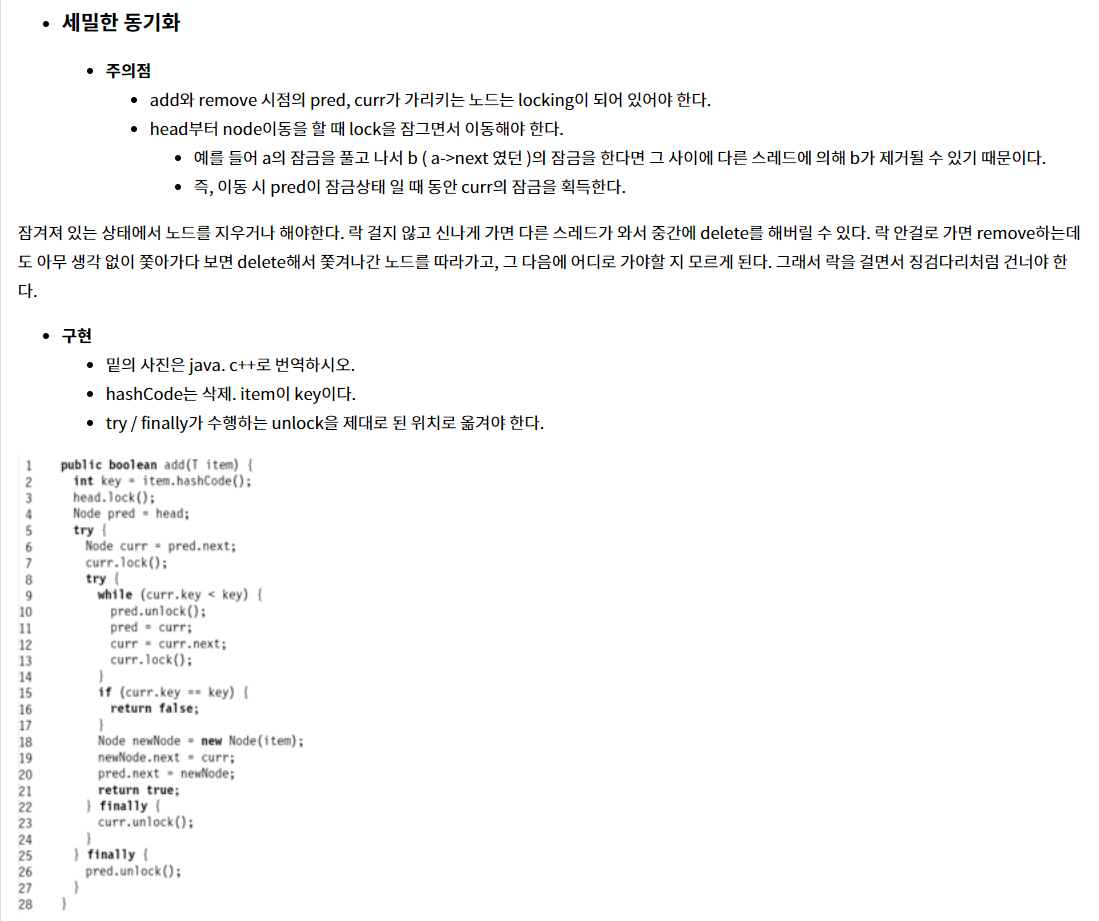 세밀한 동기화
주의점
add와 remove 시점의 pred, curr가 가리키는 노드는 locking이 되어 있어야 한다.
head부터 node이동을 할 때 lock을 잠그면서 이동해야 한다.
예를 들어 a의 잠금을 풀고 나서 b ( a->next 였던 )의 잠금을 한다면 그 사이에 다른 스레드에 의해 b가 제거될 수 있기 때문이다.
즉, 이동 시 pred이 잠금상태 일 때 동안 curr의 잠금을 획득한다.
잠겨져 있는 상태에서 노드를 지우거나 해야한다. 락 걸지 않고 신나게 가면 다른 스레드가 와서 중간에 delete를 해버릴 수 있다. 락 안걸로 가면 remove하는데
도 아무 생각 없이 쫓아가다 보면 delete해서 쫓겨나간 노드를 따라가고, 그 다음에 어디로 가야할 지 모르게 된다. 그래서 락을 걸면서 징검다리처럼 건너야 한
다.
구현
밑의 사진은 java. c++로 번역하시오.
hashCode는 삭제. item이 key이다.
try / finally가 수행하는 unlock을 제대로 된 위치로 옮겨야 한다.
1 public boolean add(T item) {
2 int key = item.hashCode();
3 head.lock();
4 Node pred = head;
5 try {
6 Node curr = pred.next;
7 curr.lock();
8 try {
9 while (curr.key < key) {
10 pred.unlock();
11 pred = curr;
12 curr = curr.next;
13 curr.lock();
14 }
15 if (curr.key == key) {
16 return false;
17 }
18 Node newNode = new Node(item);
19 newNode.next = curr;
20 pred.next = newNode;
21 return true;
22 } finally {
23 curr.unlock();
24 }
25 } finally {
26 pred.unlock();
27 }
28 }